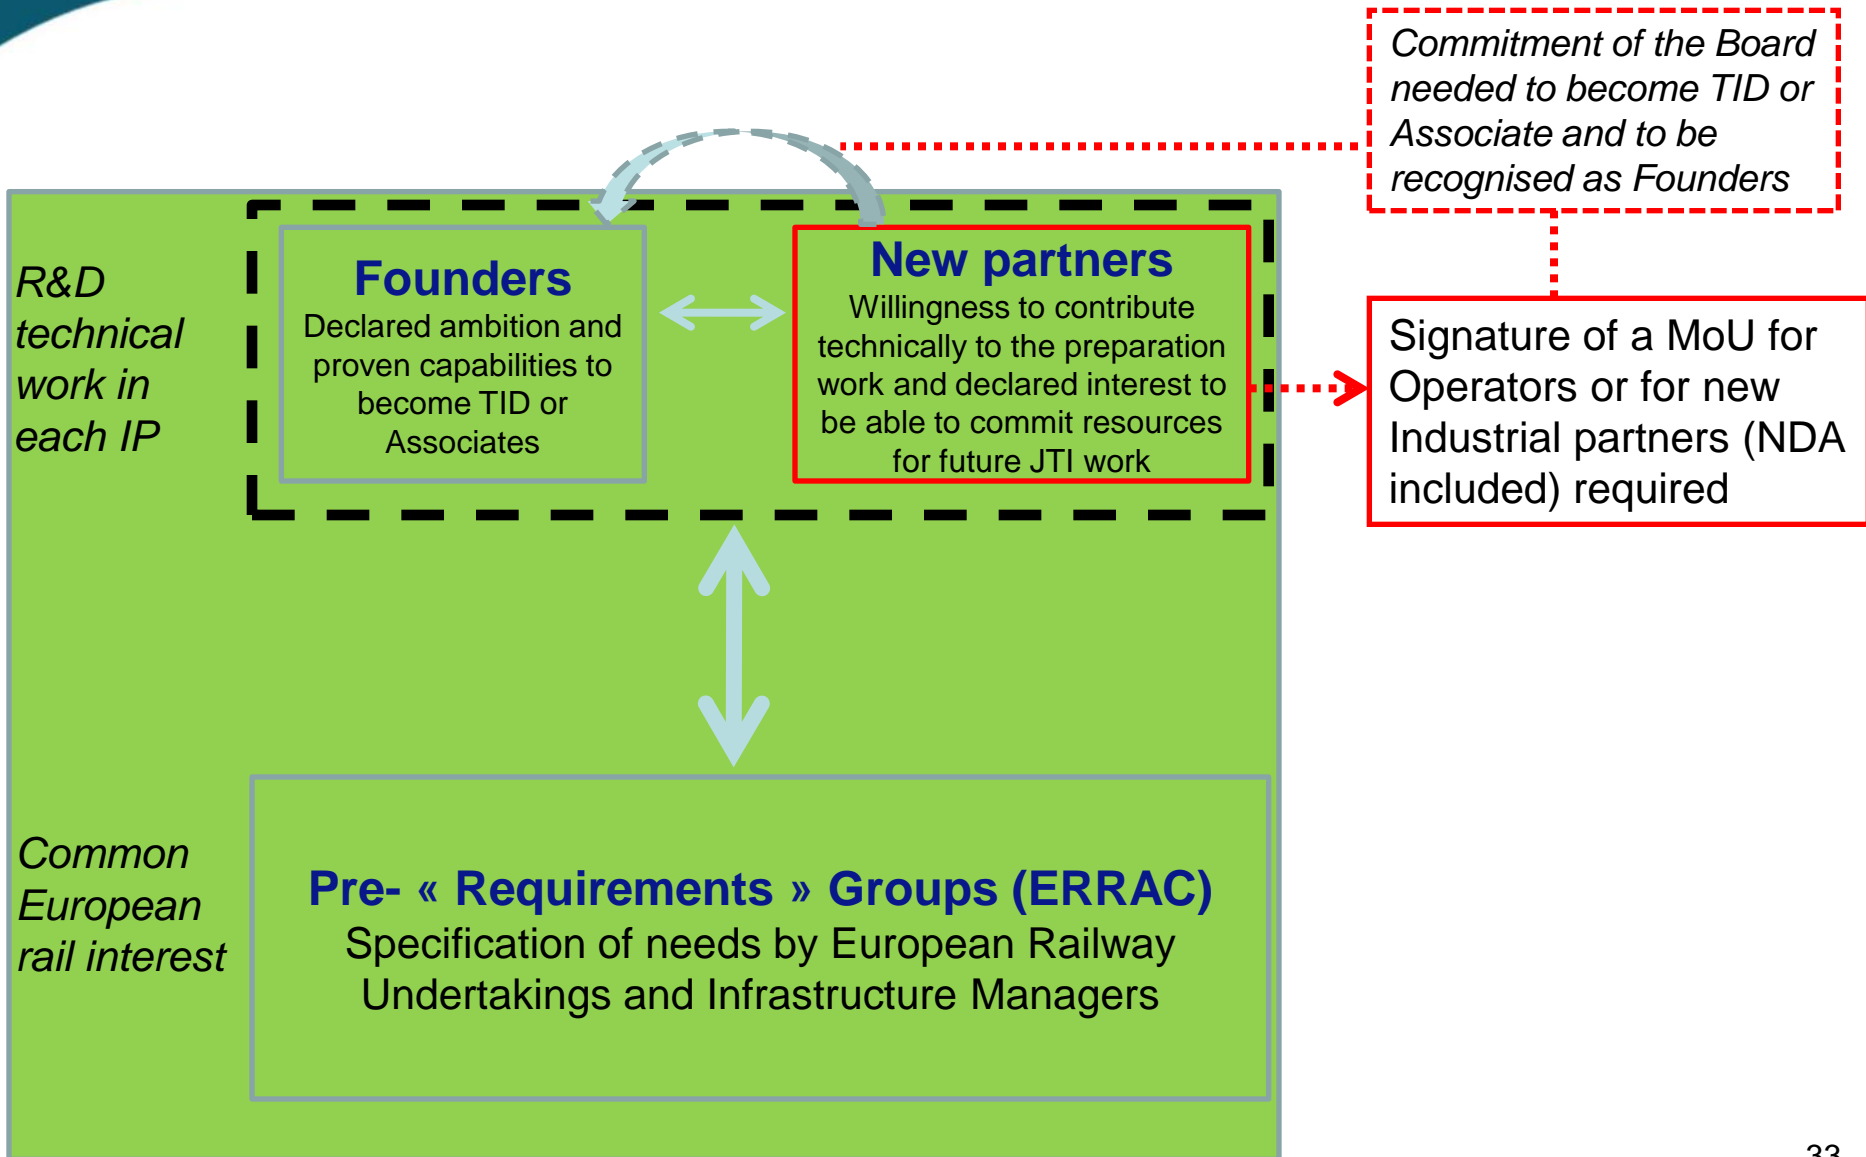 Commitment of the Board
needed to become TID or
Associate and to be
recognised as Founders
R&D
technical
work in
each IP
Founders
Declared ambition and
proven capabilities to
become TID or
Associates
New partners
Willingness to contribute
technically to the preparation
work and declared interest to
be able to commit resources
for future JTI work
Signature of a MoU for
Operators or for new
Industrial partners (NDA
included) required
Common
European
rail interest
Pre- « Requirements » Groups (ERRAC)
Specification of needs by European Railway
Undertakings and Infrastructure Managers
33